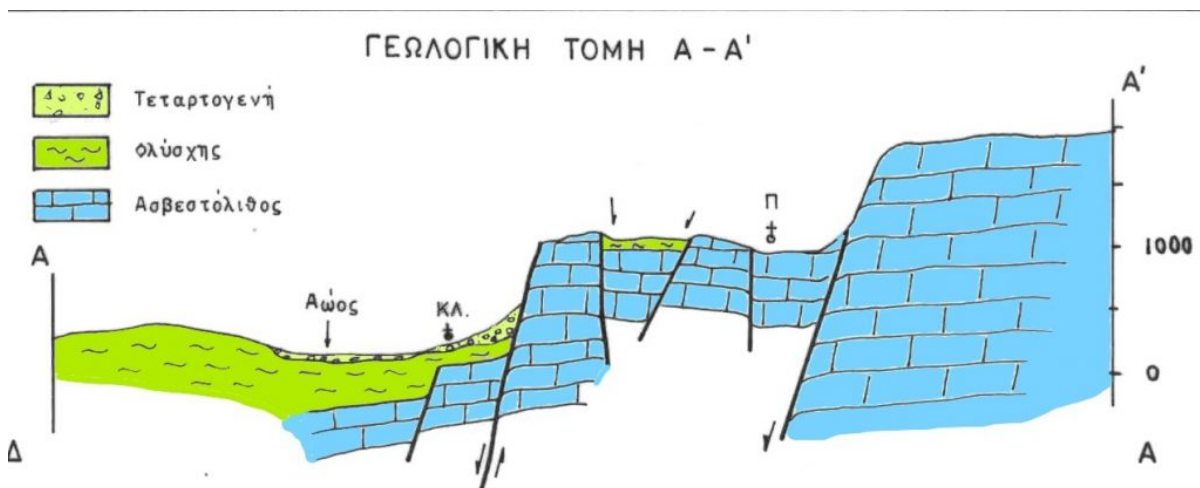 ΓΕΩΛΟΓΙΚΗ ΤΟΜΗ Α - Α'
Τεταρτογενή
Φλύσχης
Ασβεστόλιθος
Α'
Π
1000
Α
Αώος
ΚΛ.
0
Δ
Α